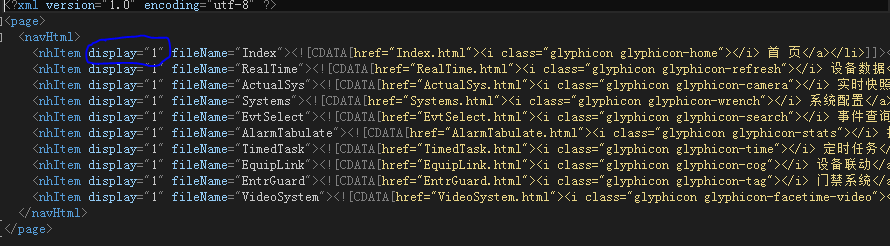 <?xml version="1.0" encoding="utf-8" ?>
<page>
<navHtml>
<nhItem display="1" fileName="Index"><![CDATA[href="Index.html"><i class="glyphicon glyphicon-home"></i> 首 页</a></li>]]><
<nhItem display="1" fileName="RealTime"><![CDATA[href="RealTime.html"><i class="glyphicon glyphicon-refresh"></i> 设备数据<
<nhItem display="1" fileName="ActualSys"><![CDATA[href="ActualSys.html"><i class="glyphicon glyphicon-camera"></i> 实时快照
<nhItem display="1" fileName="Systems"><![CDATA[href="Systems.html"><i class="glyphicon glyphicon-wrench"></i> 系统配置</a
<nhItem display="1" fileName="EvtSelect"><![CDATA[href="EvtSelect.html"><i class="glyphicon glyphicon-search"></i> 事件查询
<nhItem display="1" fileName="AlarmTabulate"><![CDATA[href="AlarmTabulate.html"><i class="glyphicon glyphicon-stats"></i>
<nhItem display="1" fileName="TimedTask"><![CDATA[href="TimedTask.html"><i class="glyphicon glyphicon-time"></i> 定时任务</
<nhItem display="1" fileName="EquipLink"><![CDATA[href="EquipLink.html"><i class="glyphicon glyphicon-cog"></i> 设备联动</a
<nhItem display="1" fileName="EntrGuard"><![CDATA[href="EntrGuard.html"><i class="glyphicon glyphicon-tag"></i> 门禁系统</a
<nhItem display="1" fileName="VideoSystem"><![CDATA[href="VideoSystem.html"><i class="glyphicon glyphicon-facetime-video"><
</navHtml>
</page>